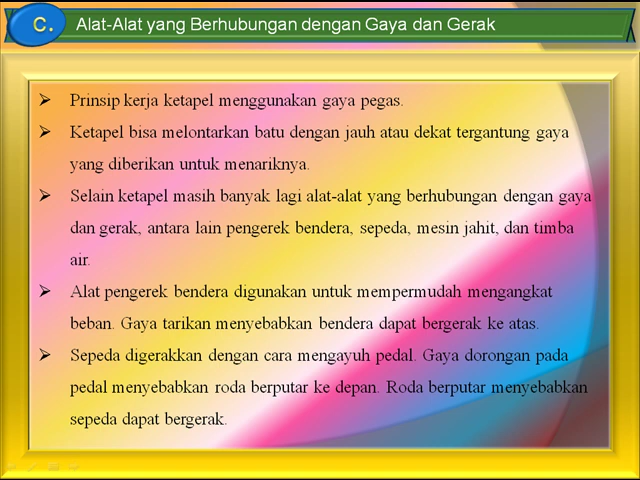 C. Alat-Alat yang Berhubungan dengan Gaya dan Gerak
➢ Prinsip kerja ketapel menggunakan gaya pegas.
➢ Ketapel bisa melontarkan batu dengan jauh atau dekat tergantung gaya
yang diberikan untuk menariknya.
➢ Selain ketapel masih banyak lagi alat-alat yang berhubungan dengan gaya
dan gerak, antara lain pengerek bendera, sepeda, mesin jahit, dan timba
air.
➢ Alat pengerek bendera digunakan untuk mempermudah mengangkat
beban. Gaya tarikan menyebabkan bendera dapat bergerak ke atas.
➢ Sepeda digerakkan dengan cara mengayuh pedal. Gaya dorongan pada
pedal menyebabkan roda berputar ke depan. Roda berputar menyebabkan
sepeda dapat bergerak.